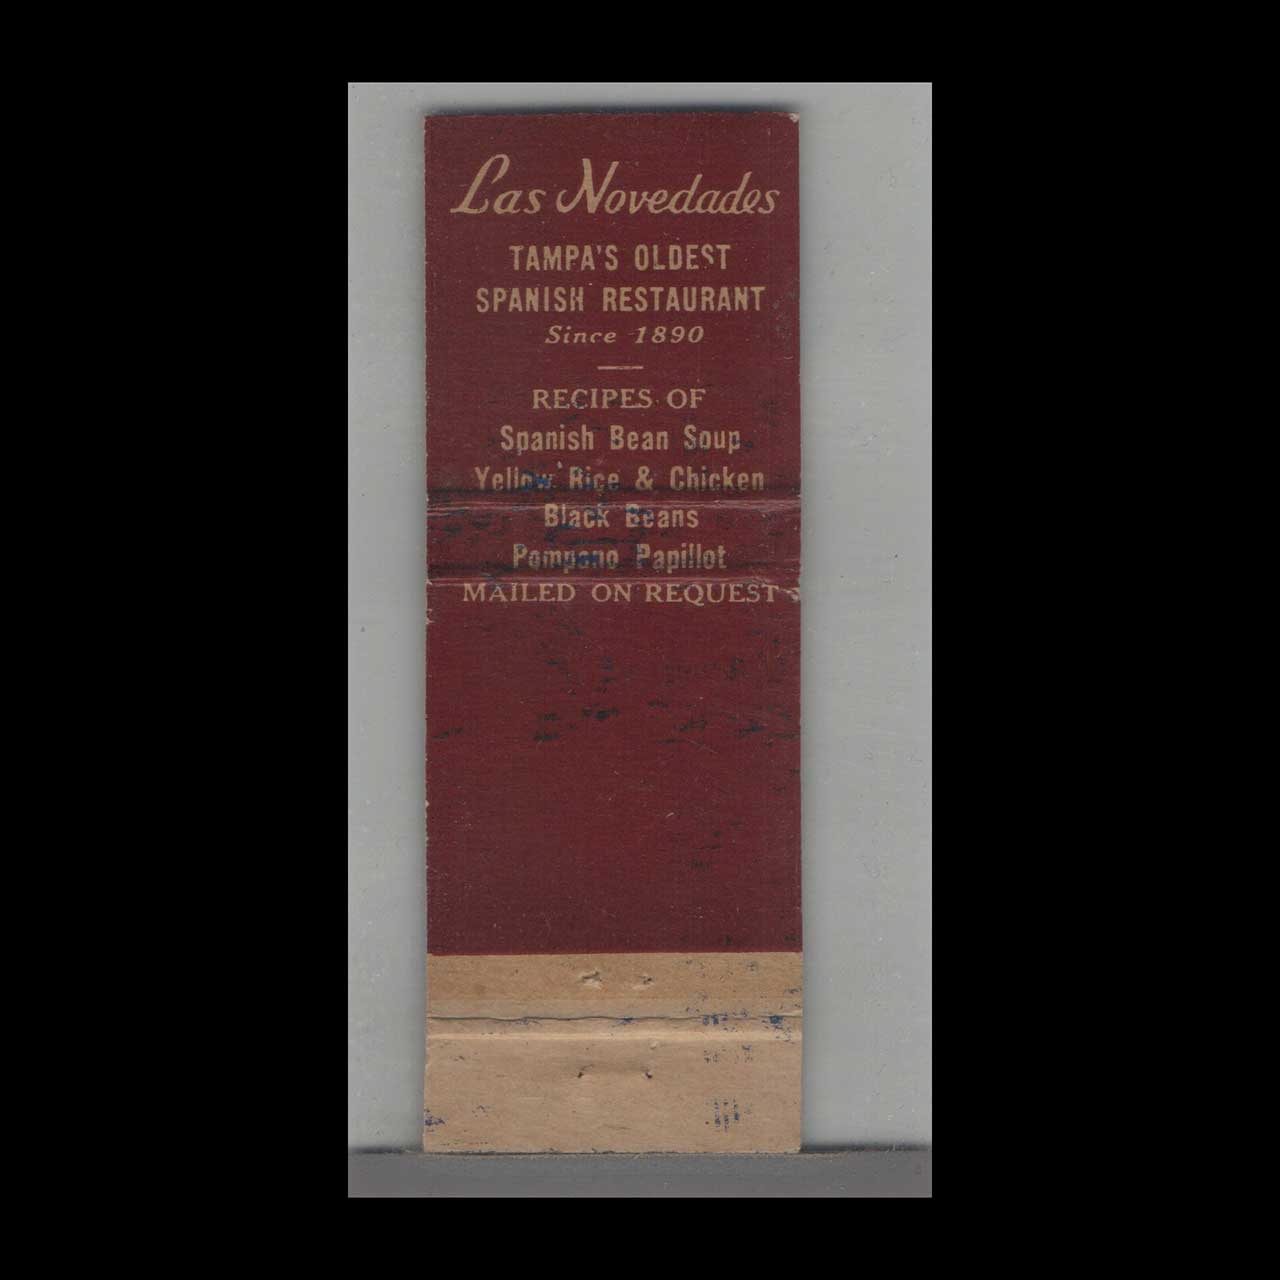 Las Novedades
TAMPA'S OLDEST
SPANISH RESTAURANT
Since 1890
RECIPES OF
Spanish Bean Soup
Yellow Rice & Chicken
Black Beans
Pompano Papillot
MAILED ON REQUEST